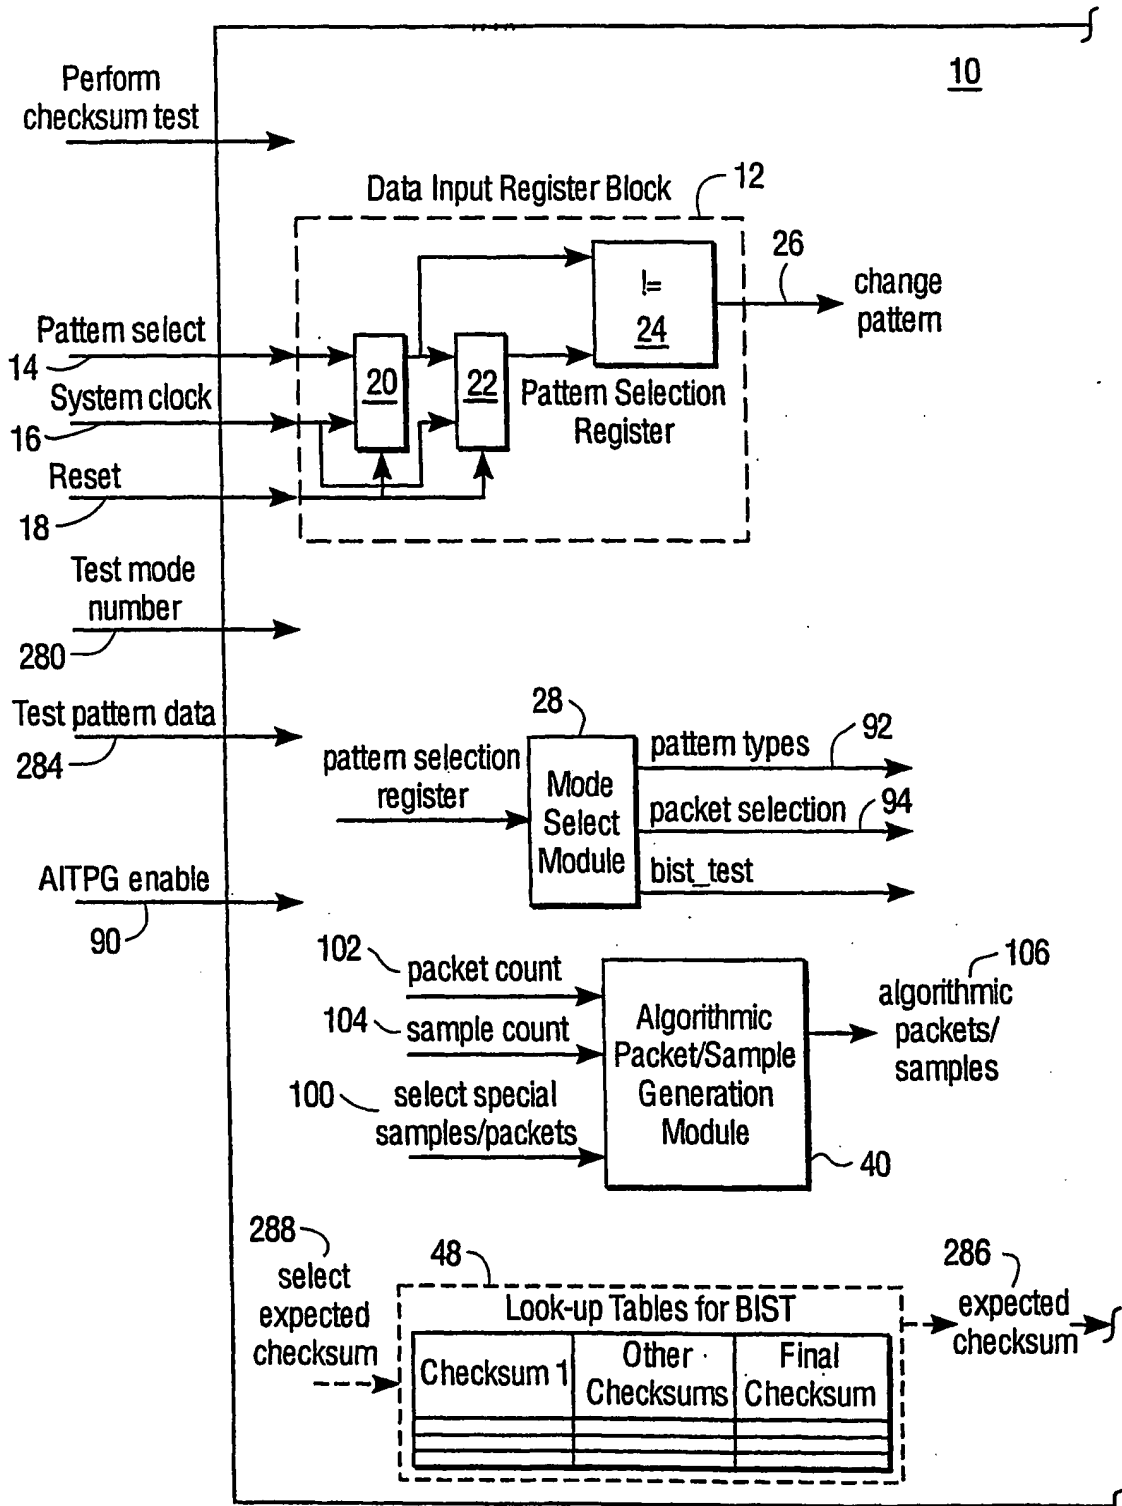 10
Perform
checksum test
Data Input Register Block
12
26
change
pattern
!=
24
Pattern select
14
20
22
Pattern Selection
Register
System clock
16
Reset
18
Test mode
number
280
Test pattern data
284
28
pattern selection
register
Mode
Select
Module
pattern types
92
packet selection
94
bist_test
AITPG enable
90
102
packet count
104
sample count
100
select special
samples/packets
Algorithmic
Packet/Sample
Generation
Module
40
106
algorithmic
packets/
samples
288
select
expected
checksum
48
Look-up Tables for BIST
Checksum 1
Other
Checksums
Final
Checksum
286
expected
checksum